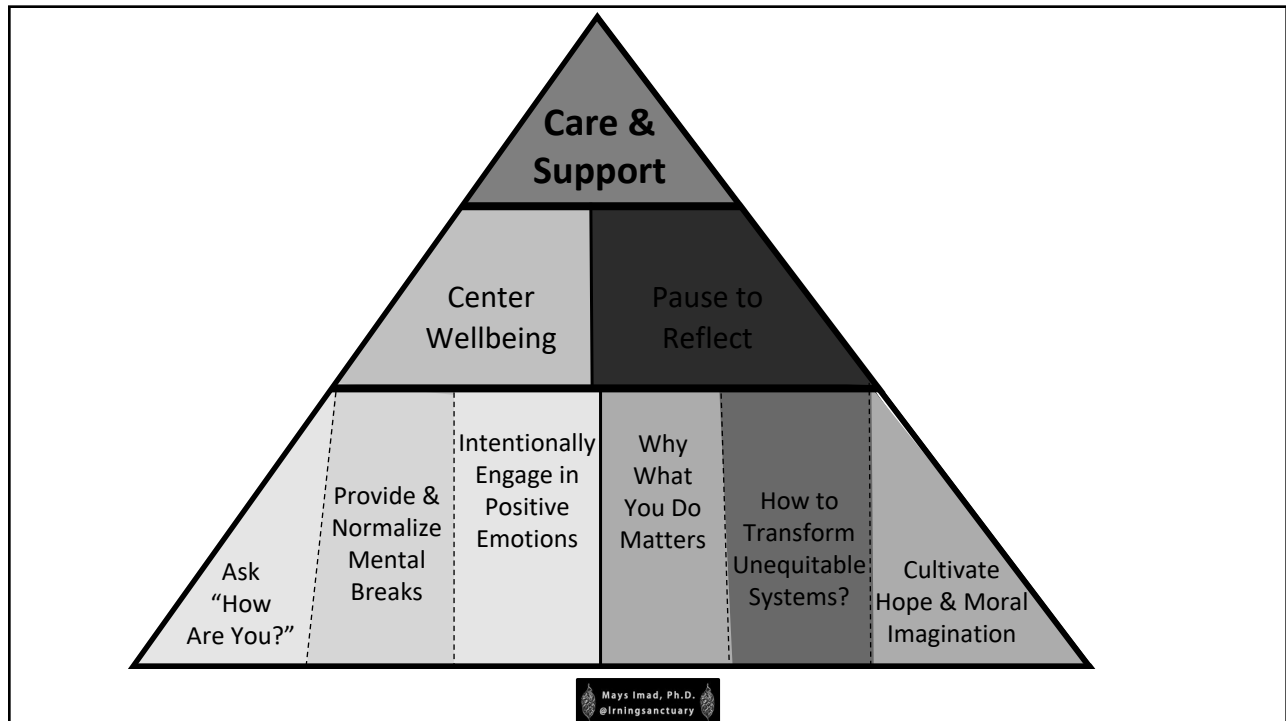 Care &
Support
Center
Wellbeing
Pause to
Reflect
Ask
“How
Are You?”
Provide &
Normalize
Mental
Breaks
Intentionally
Engage in
Positive
Emotions
Why
What
You Do
Matters
How to
Transform
Unequitable
Systems?
Cultivate
Hope & Moral
Imagination
Mays Imad, Ph.D.
@lrningsanctuary